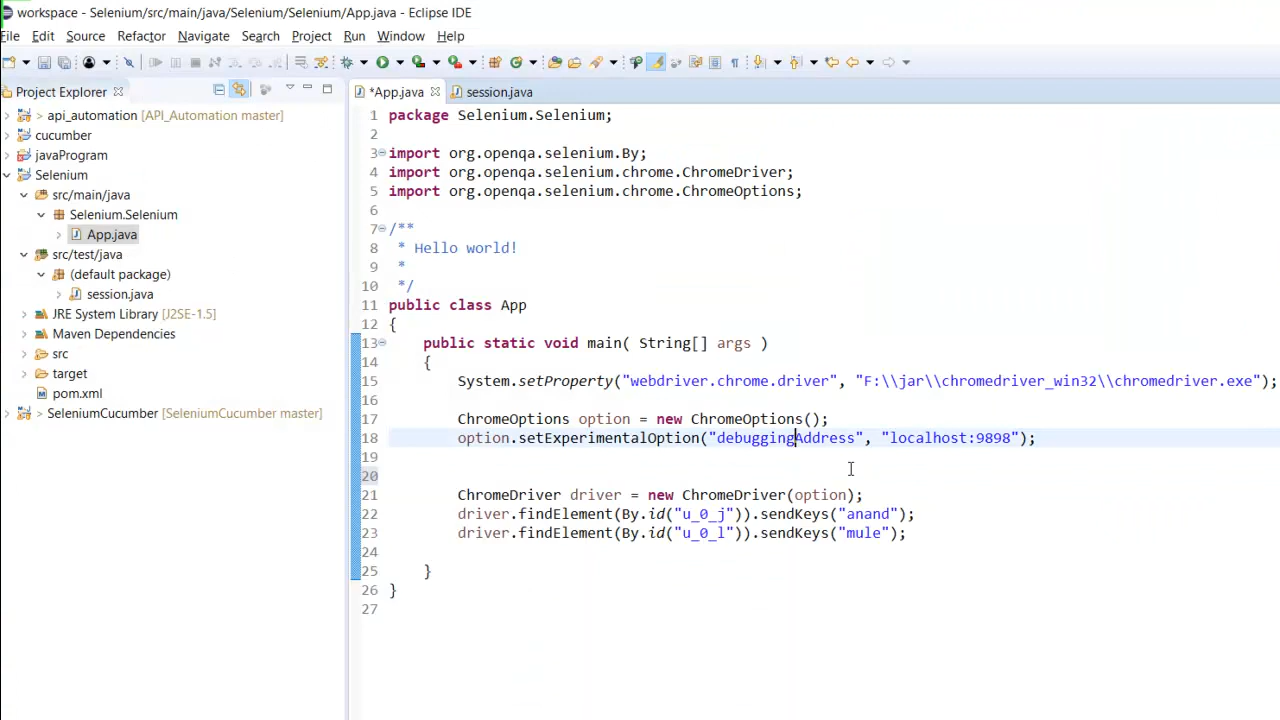 workspace - Selenium/src/main/java/Selenium/Selenium/App.java - Eclipse IDE
File Edit Source Refactor Navigate Search Project Run Window Help
Project Explorer
*App.java
session.java
api_automation [API_Automation master]
cucumber
javaProgram
Selenium
src/main/java
Selenium.Selenium
App.java
src/test/java
(default package)
session.java
JRE System Library [J2SE-1.5]
Maven Dependencies
src
target
pom.xml
> SeleniumCucumber [SeleniumCucumber master]
1 package Selenium.Selenium;
2
3 import org.openqa.selenium.By;
4 import org.openqa.selenium.chrome.ChromeDriver;
5 import org.openqa.selenium.chrome.ChromeOptions;
6
7 /**
8 * Hello world!
9 *
10 */
11 public class App
12 {
13 public static void main( String[] args )
14 {
15 System.setProperty("webdriver.chrome.driver", "F:\\jar\\chromedriver_win32\\chromedriver.exe");
16
17 ChromeOptions option = new ChromeOptions();
18 option.setExperimentalOption("debuggingAddress", "localhost:9898");
19
20
21 ChromeDriver driver = new ChromeDriver(option);
22 driver.findElement(By.id("u_0_j")).sendKeys("anand");
23 driver.findElement(By.id("u_0_l")).sendKeys("mule");
24
25 }
26 }
27